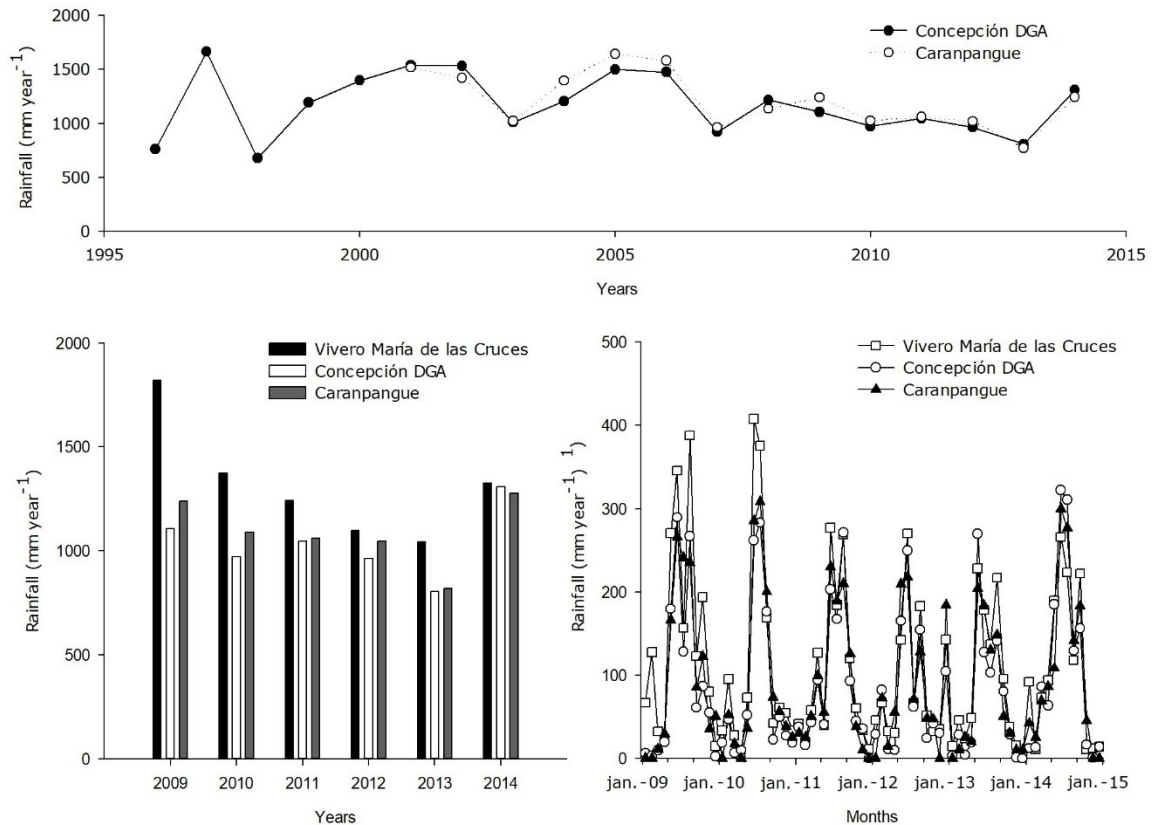 2000
1500
1000
500
0
Rainfall (mm year-1)
Concepción DGA
Caranpangue
1995
2000
2005
2010
2015
Years
2000
1500
1000
500
0
Rainfall (mm year-1)
Vivero María de las Cruces
Concepción DGA
Caranpangue
2009 2010 2011 2012 2013 2014
Years
500
400
300
200
100
0
Rainfall (mm year-1) 1)
Vivero María de las Cruces
Concepción DGA
Caranpangue
jan.-09 jan.-10 jan.-11 jan.-12 jan.-13 jan.-14 jan.-15
Months